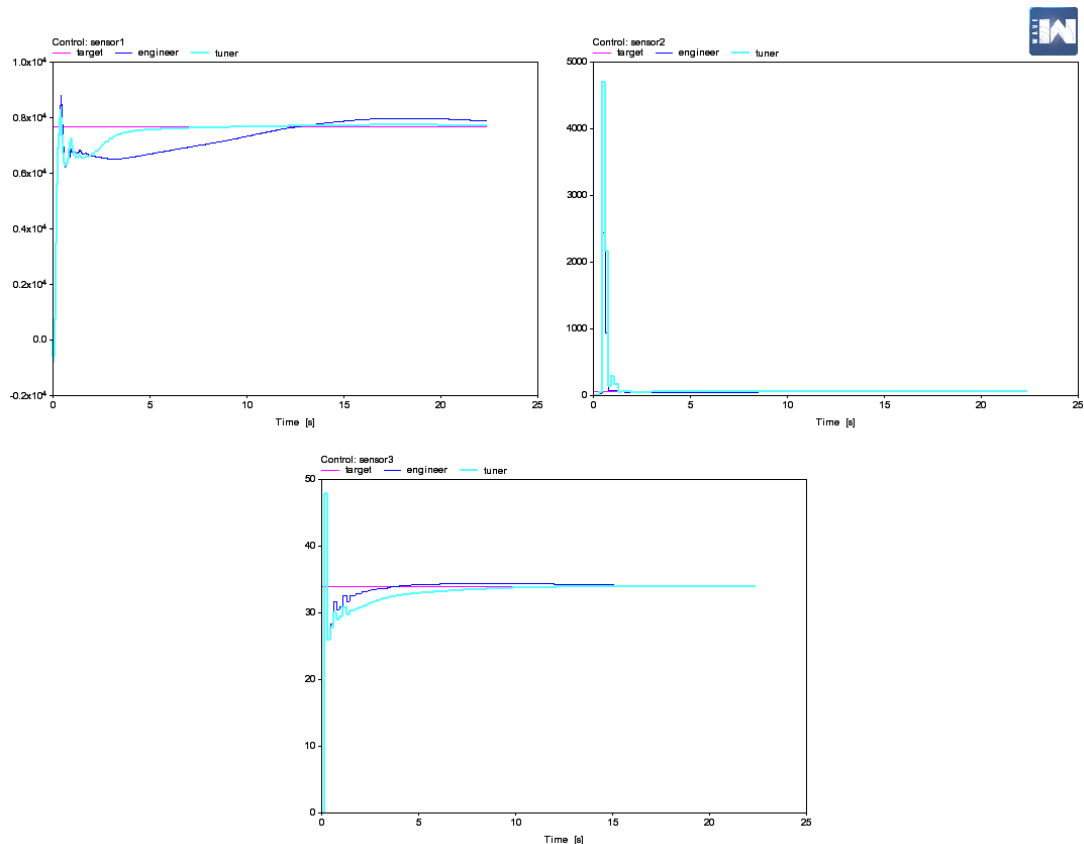 WAVE
W
Control: sensor1
target engineer tuner
1.0x10⁴
0.8x10⁴
0.6x10⁴
0.4x10⁴
0.2x10⁴
0.0
-0.2x10⁴
0 5 10 15 20 25
Time [s]
Control: sensor2
target engineer tuner
5000
4000
3000
2000
1000
0
0 5 10 15 20 25
Time [s]
Control: sensor3
target engineer tuner
50
40
30
20
10
0
0 5 10 15 20 25
Time [s]